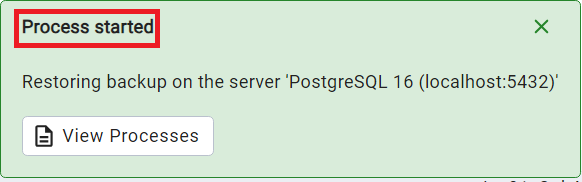 Process started
Restoring backup on the server 'PostgreSQL 16 (localhost:5432)'
View Processes